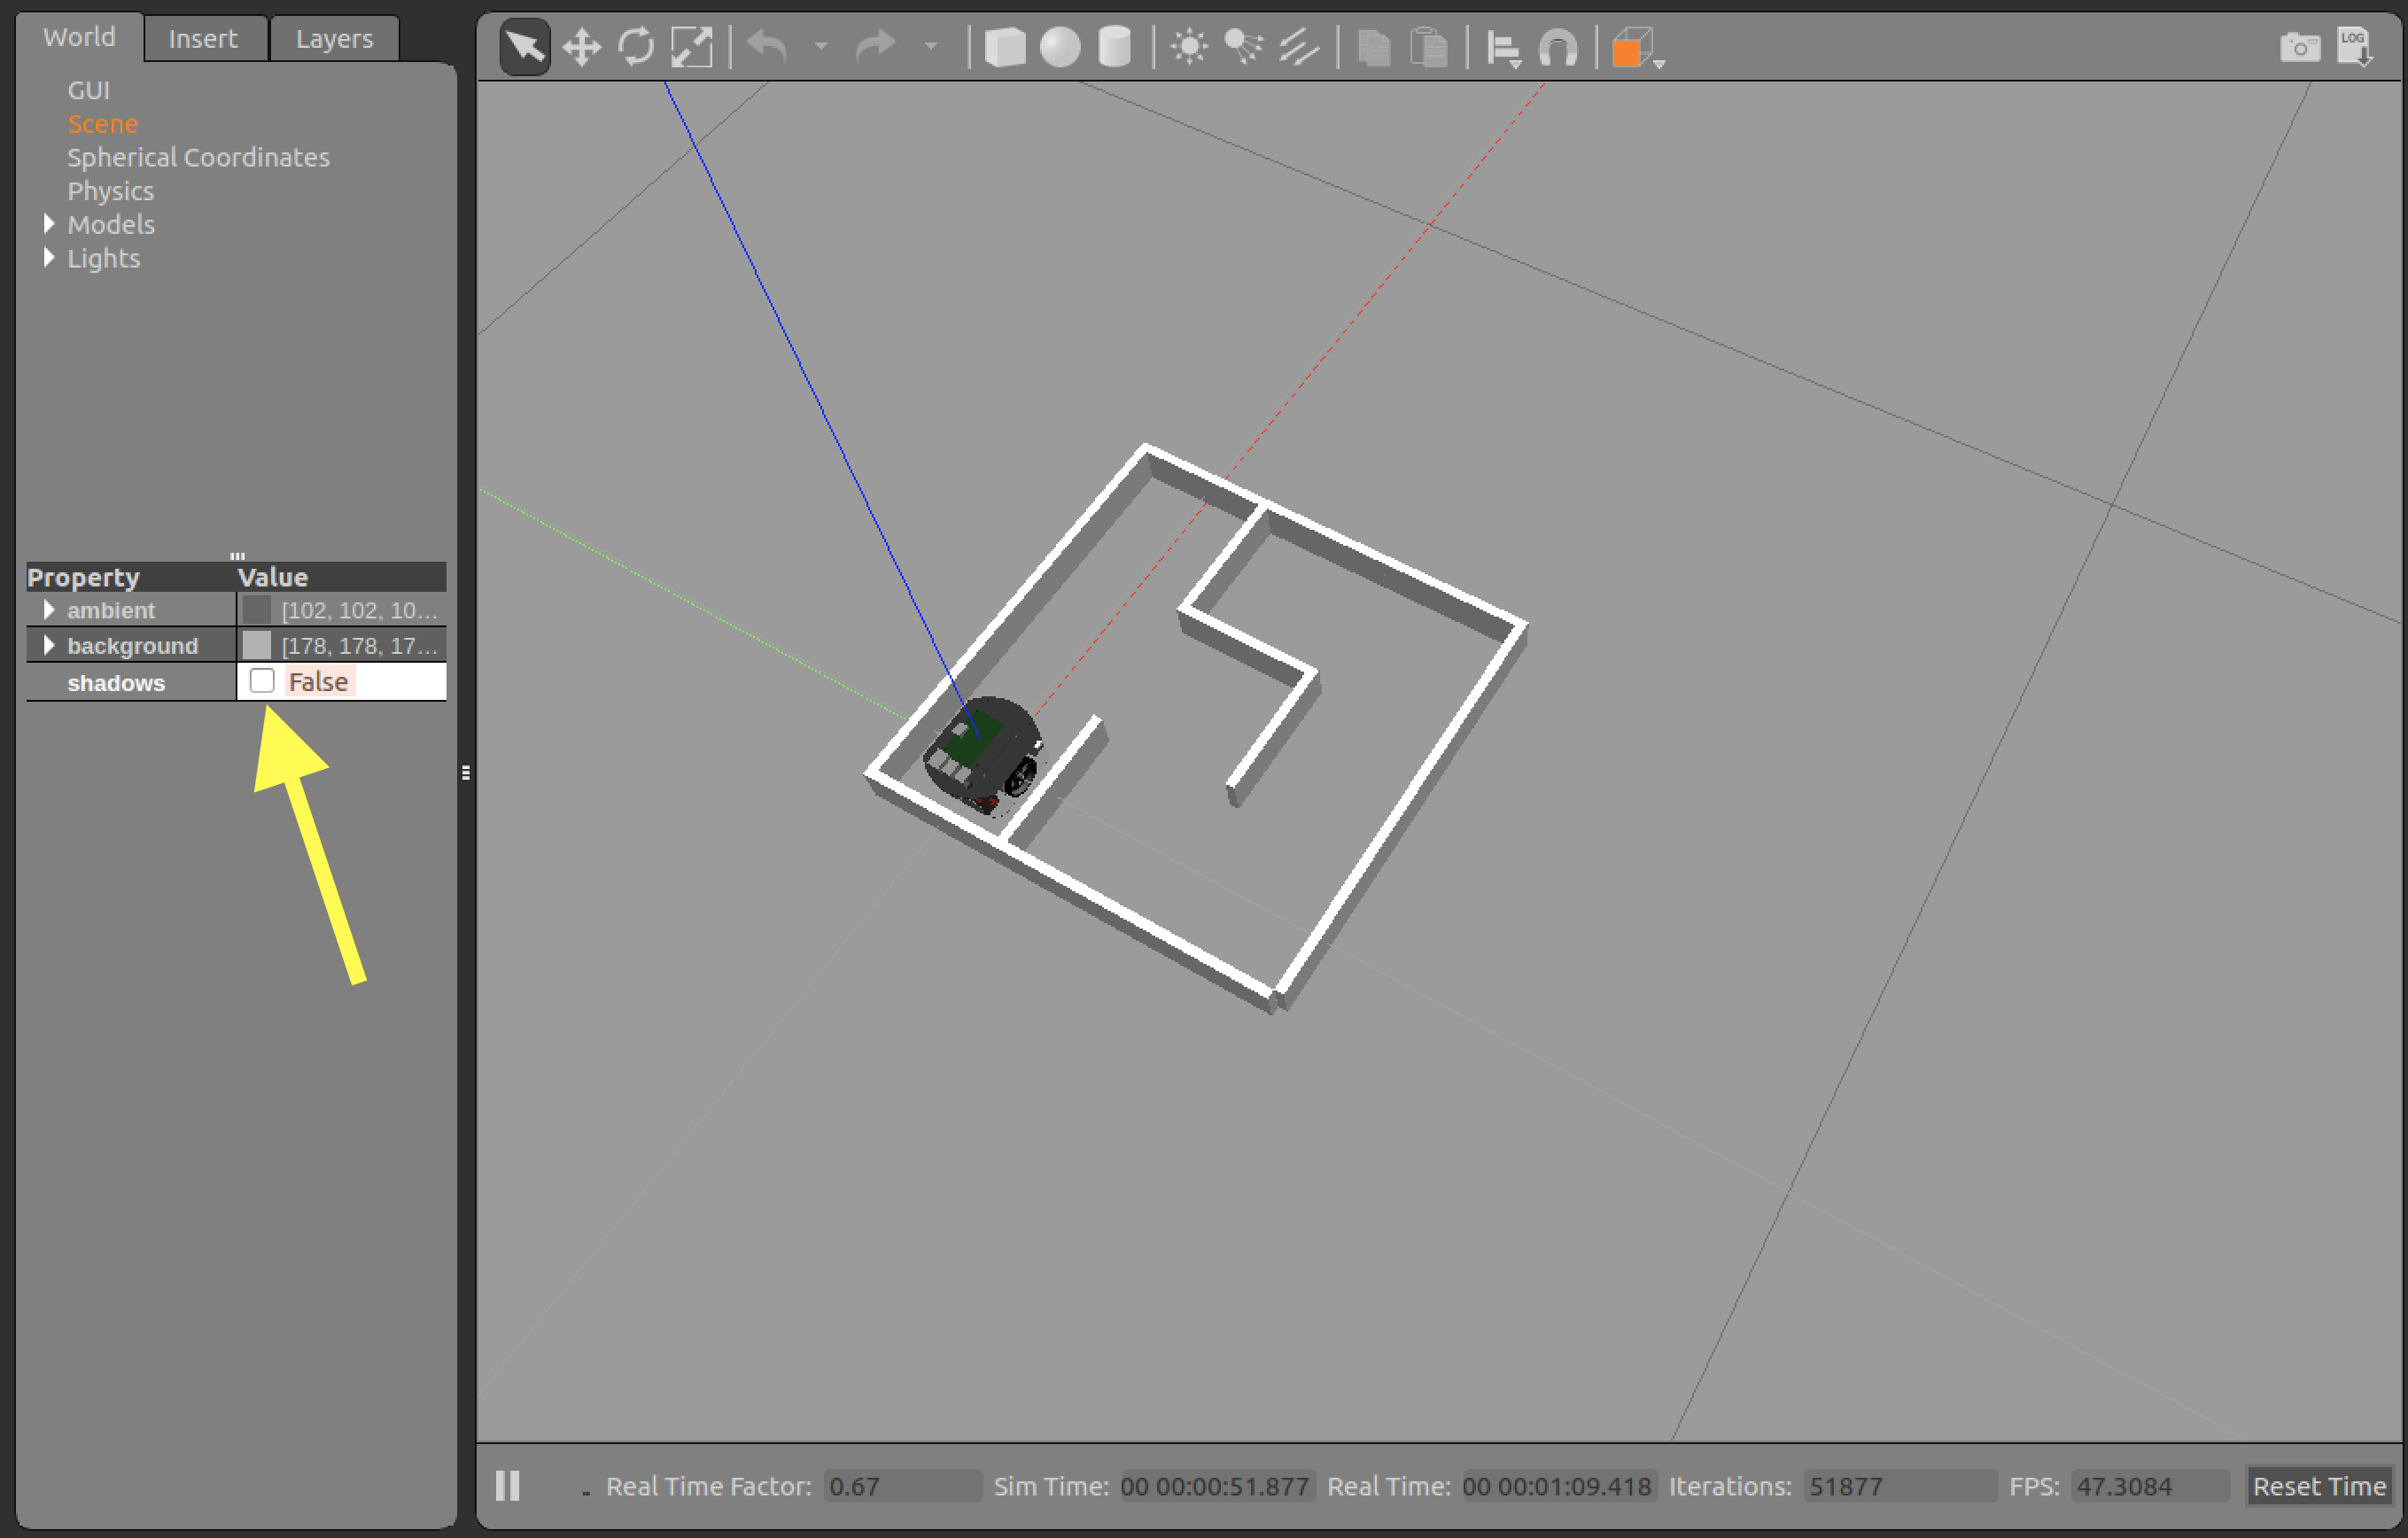 World Insert Layers
LOG
GUI
Scene
Spherical Coordinates
Physics
Models
Lights
Property Value
ambient [102, 102, 10...
background [178, 178, 17...
shadows False
Real Time Factor: 0.67 Sim Time: 00 00:00:51.877 Real Time: 00 00:01:09.418 Iterations: 51877 FPS: 47.3084 Reset Time